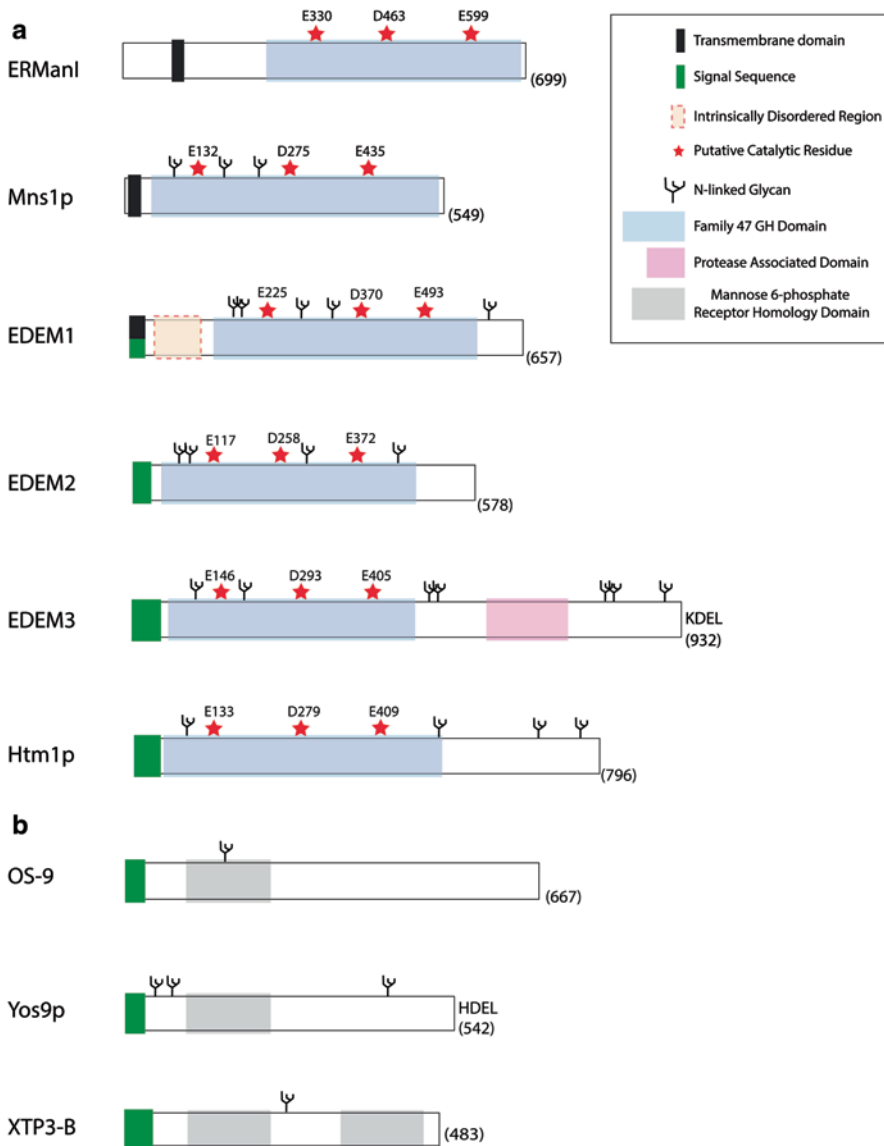 a
E330 D463 E599
ERManI
(699)
E132 D275 E435
Mns1p
(549)
E225 D370 E493
EDEM1
(657)
E117 D258 E372
EDEM2
(578)
E146 D293 E405
EDEM3
KDEL
(932)
E133 D279 E409
Htm1p
(796)
b
OS-9
(667)
Yos9p
HDEL
(542)
XTP3-B
(483)
Transmembrane domain
Signal Sequence
Intrinsically Disordered Region
Putative Catalytic Residue
N-linked Glycan
Family 47 GH Domain
Protease Associated Domain
Mannose 6-phosphate
Receptor Homology Domain